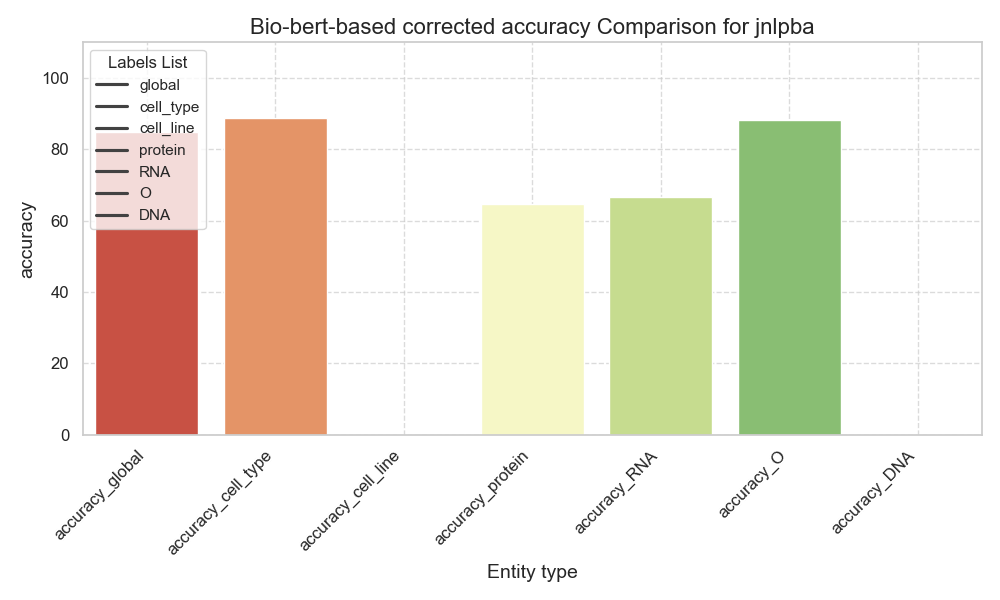 Bio-bert-based corrected accuracy Comparison for jnlpba
Labels List
global
cell_type
cell_line
protein
RNA
O
DNA
accuracy
100
80
60
40
20
0
accuracy_global
accuracy_cell_type
accuracy_cell_line
accuracy_protein
accuracy_RNA
accuracy_O
accuracy_DNA
Entity type